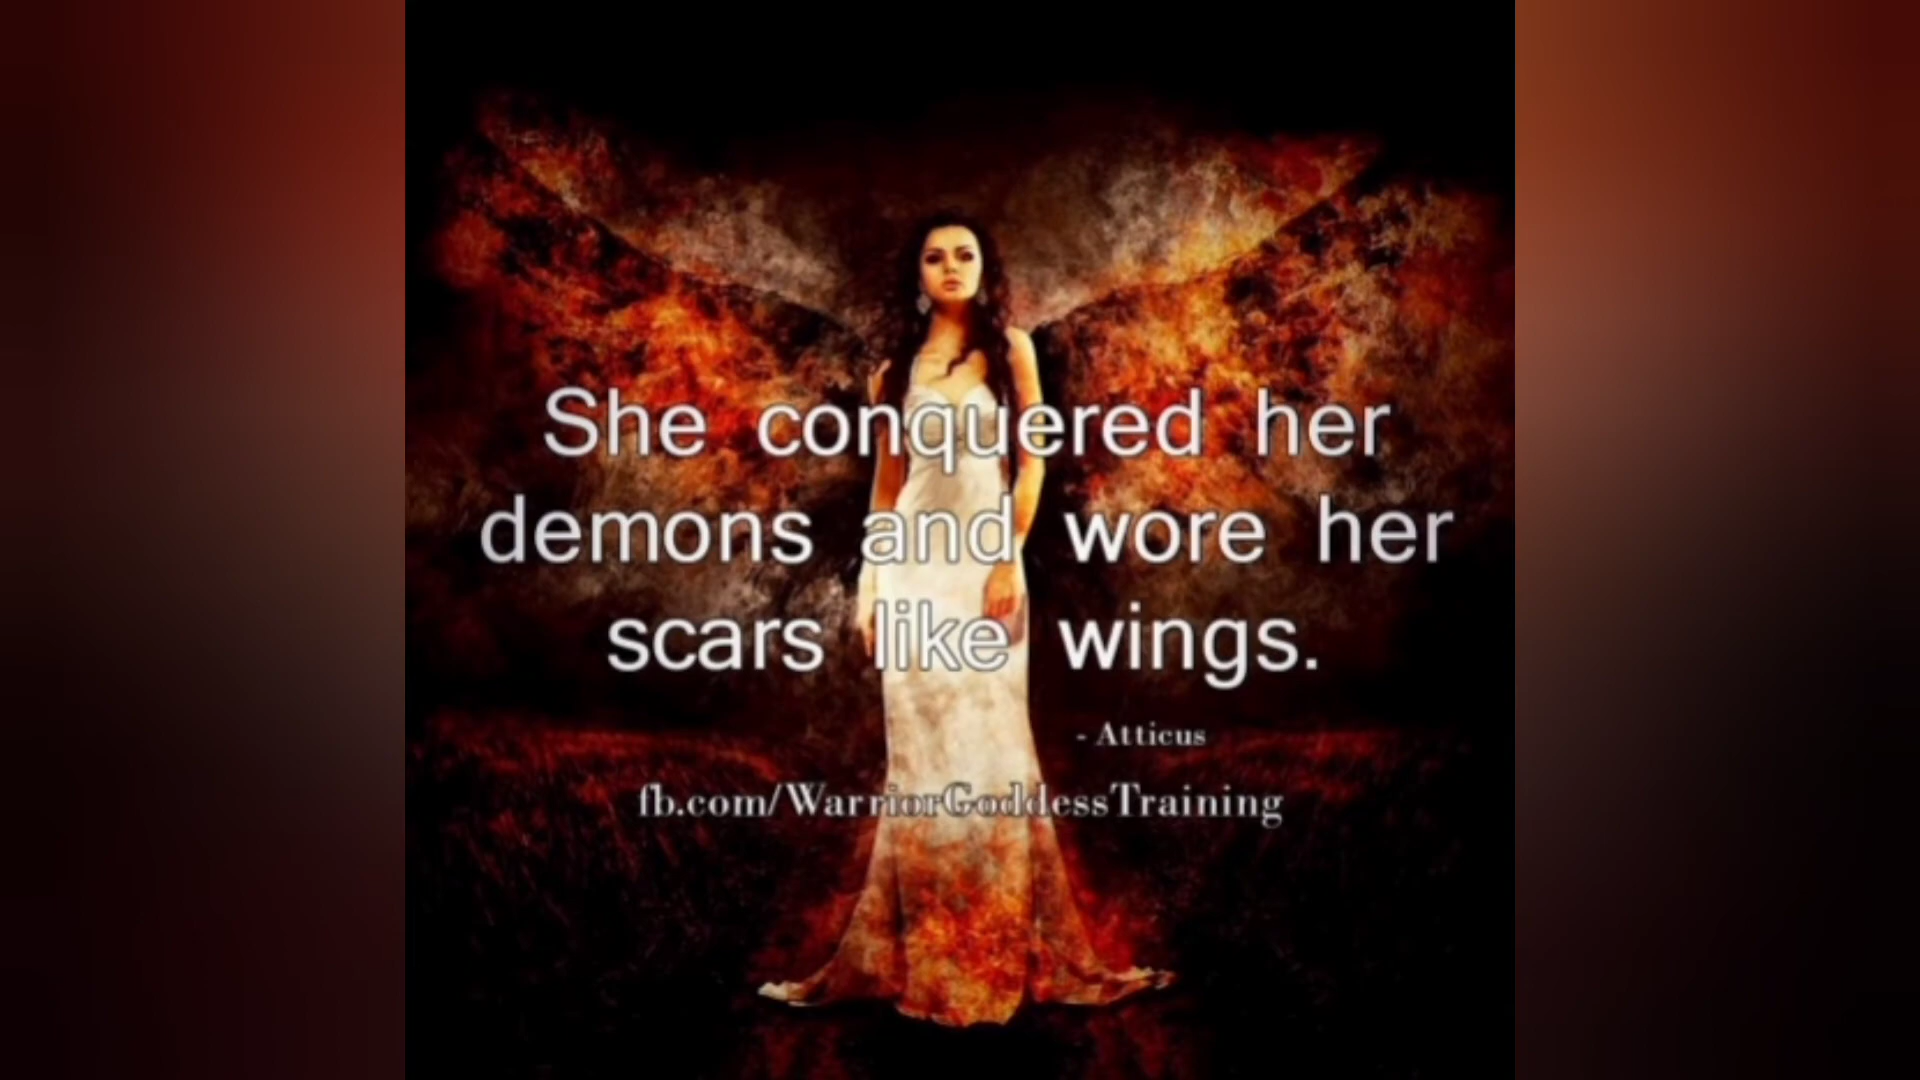 She conquered her
demons and wore her
scars like wings.
- Atticus
fb.com/WarriorGoddessTraining